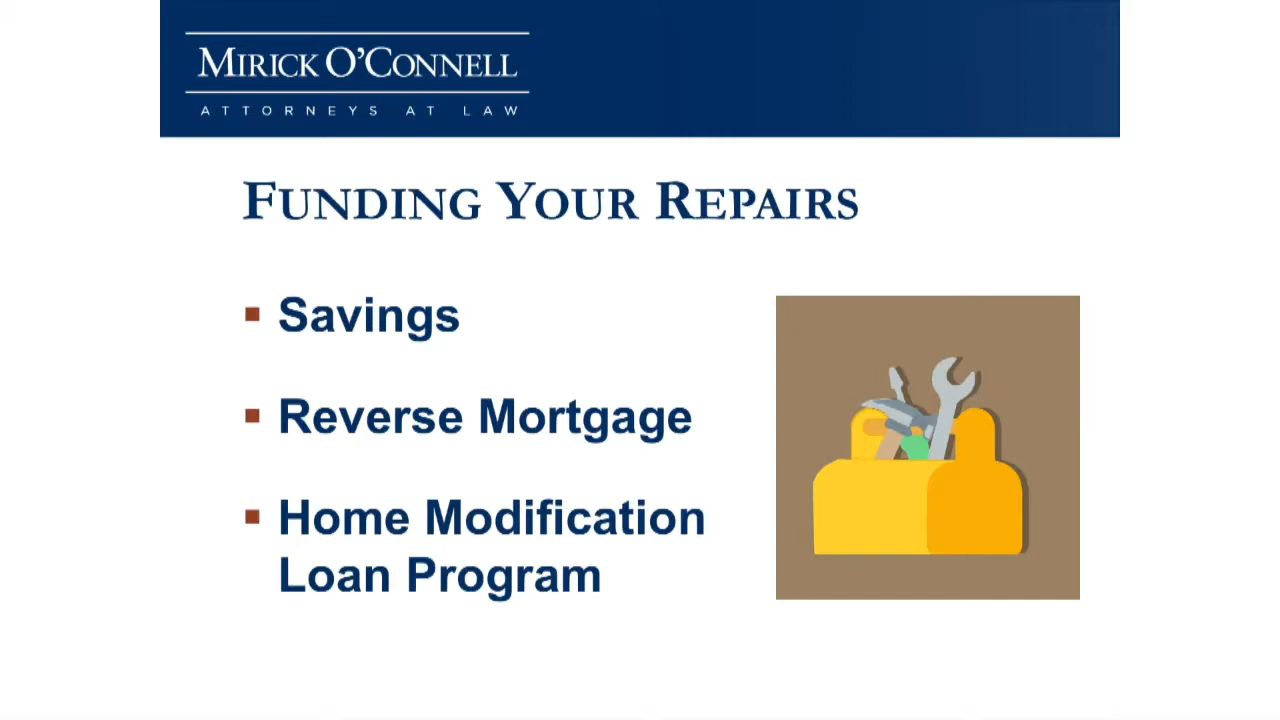 MIRICK O'CONNELL
ATTORNEYS AT LAW
FUNDING YOUR REPAIRS
Savings
Reverse Mortgage
Home Modification
Loan Program